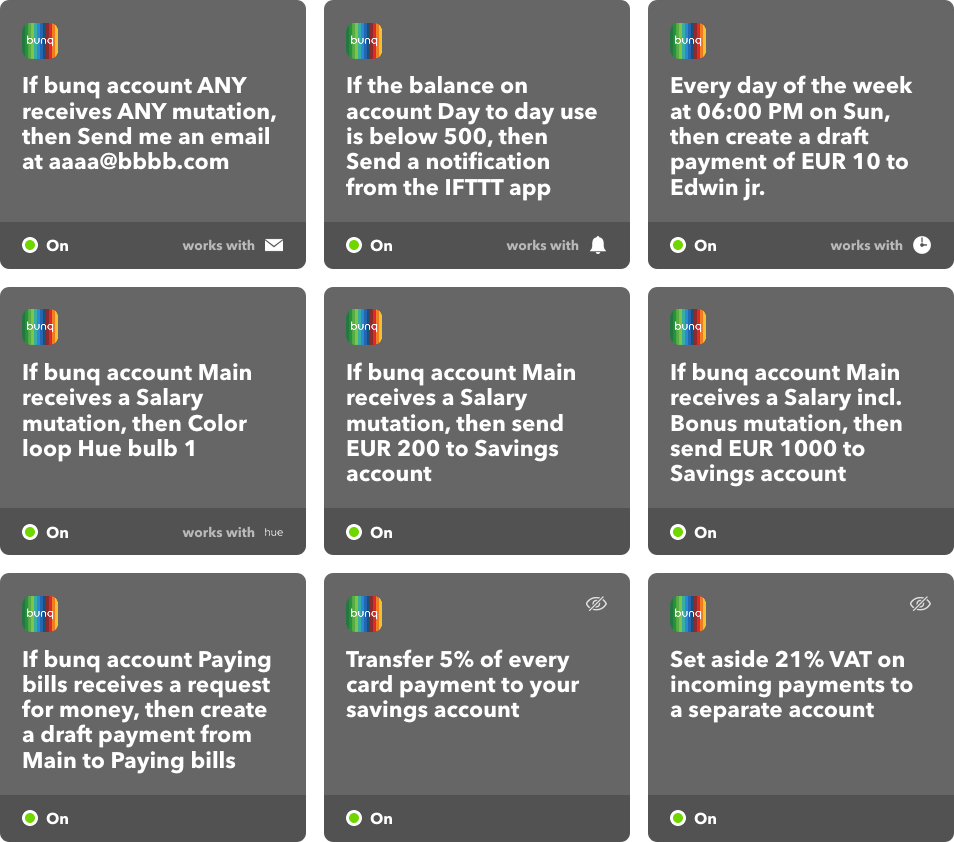 bunq
If bunq account ANY
receives ANY mutation,
then Send me an email
at aaaa@bbbb.com
On
works with
bunq
If the balance on
account Day to day use
is below 500, then
Send a notification
from the IFTTT app
On
works with
bunq
Every day of the week
at 06:00 PM on Sun,
then create a draft
payment of EUR 10 to
Edwin jr.
On
works with
bunq
If bunq account Main
receives a Salary
mutation, then Color
loop Hue bulb 1
On
works with hue
bunq
If bunq account Main
receives a Salary
mutation, then send
EUR 200 to Savings
account
On
bunq
If bunq account Main
receives a Salary incl.
Bonus mutation, then
send EUR 1000 to
Savings account
On
bunq
If bunq account Paying
bills receives a request
for money, then create
a draft payment from
Main to Paying bills
On
bunq
Transfer 5% of every
card payment to your
savings account
On
bunq
Set aside 21% VAT on
incoming payments to
a separate account
On